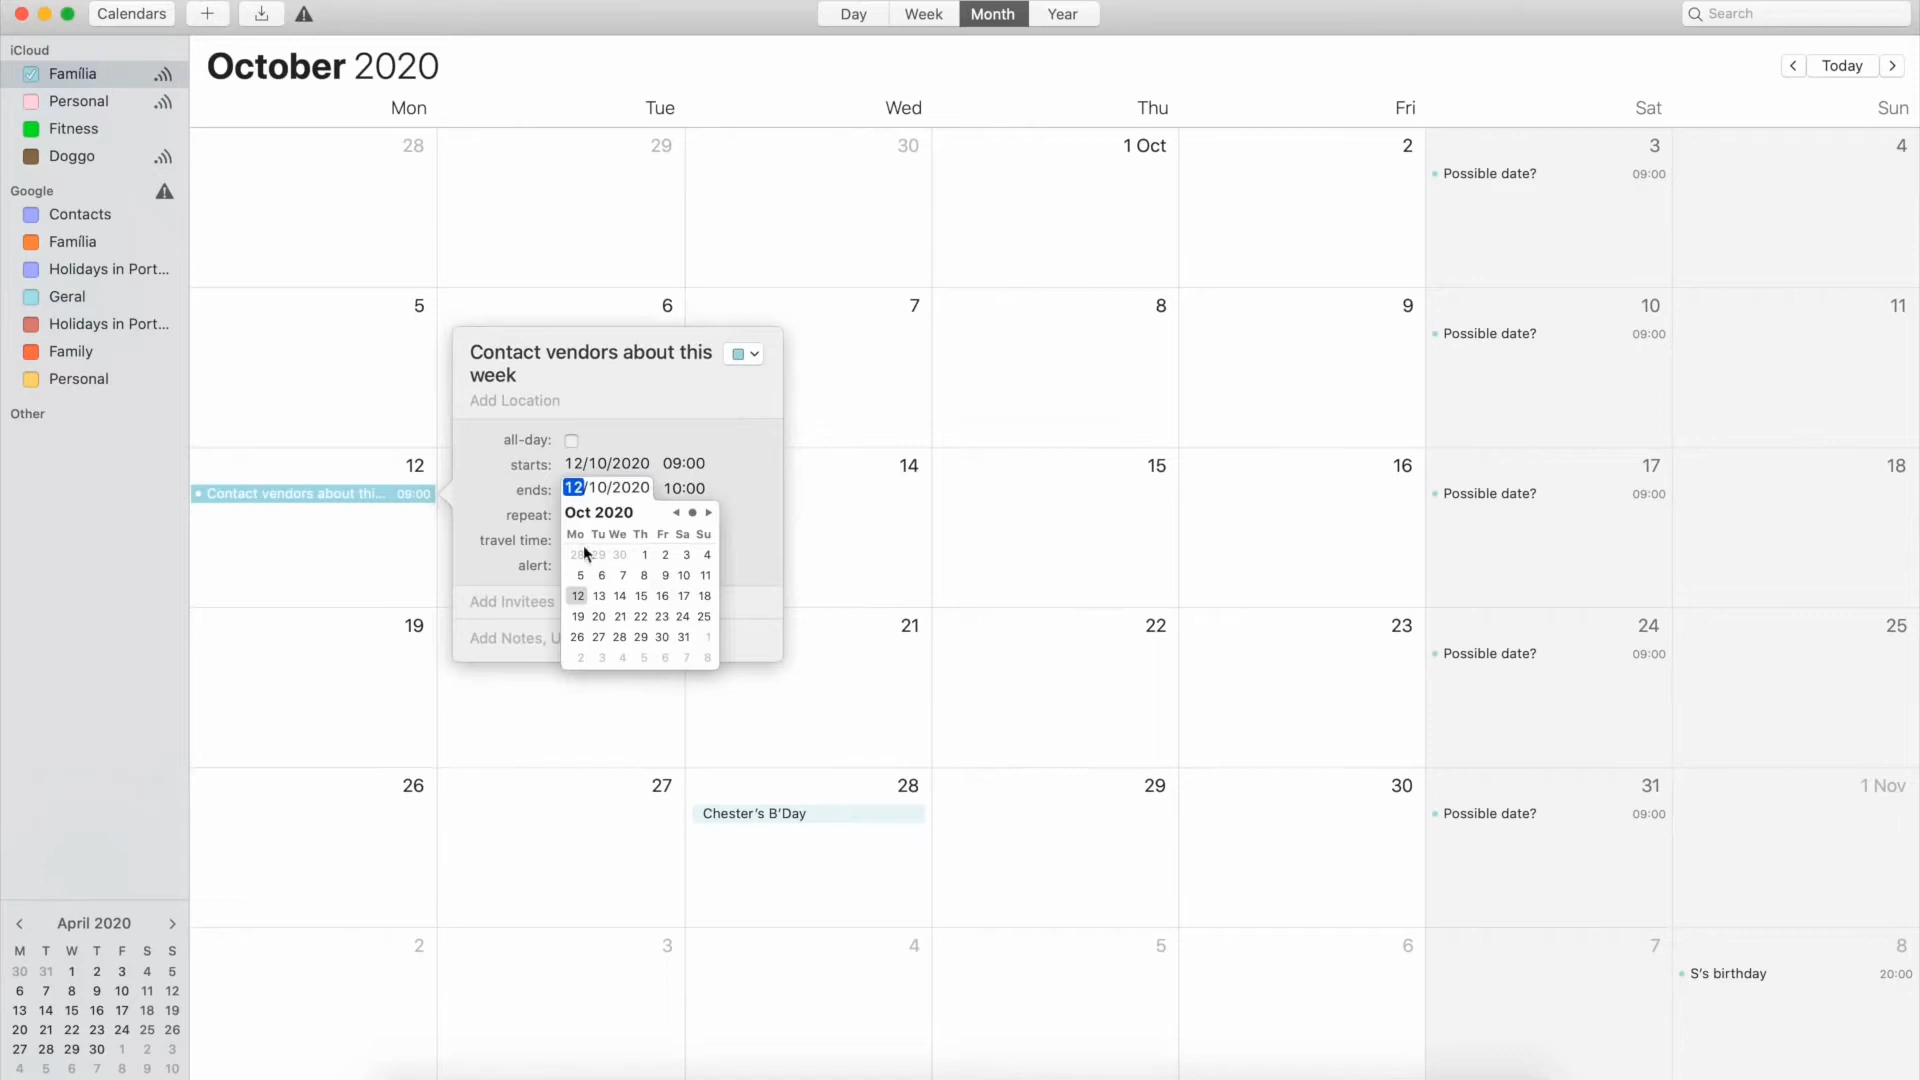 Calendars
Day Week Month Year
Search
iCloud
Família
Personal
Fitness
Doggo
Google
Contacts
Família
Holidays in Port...
Geral
Holidays in Port...
Family
Personal
Other
April 2020
M T W T F S S
30 31 1 2 3 4 5
6 7 8 9 10 11 12
13 14 15 16 17 18 19
20 21 22 23 24 25 26
27 28 29 30 1 2 3
4 5 6 7 8 9 10
October 2020
Today
Mon Tue Wed Thu Fri Sat Sun
28 29 30 1 Oct 2 3 4
Possible date? 09:00
5 6 7 8 9 10 11
Possible date? 09:00
12 14 15 16 17 18
Contact vendors about thi... 09:00
Possible date? 09:00
19 21 22 23 24 25
Possible date? 09:00
26 27 28 29 30 31 1 Nov
Chester's B'Day
Possible date? 09:00
2 3 4 5 6 7 8
S's birthday 20:00
Contact vendors about this
week
Add Location
all-day:
starts: 12/10/2020 09:00
ends: 12/10/2020 10:00
repeat:
travel time:
alert:
Add Invitees
Add Notes, U
Oct 2020
Mo Tu We Th Fr Sa Su
28 29 30 1 2 3 4
5 6 7 8 9 10 11
12 13 14 15 16 17 18
19 20 21 22 23 24 25
26 27 28 29 30 31 1
2 3 4 5 6 7 8